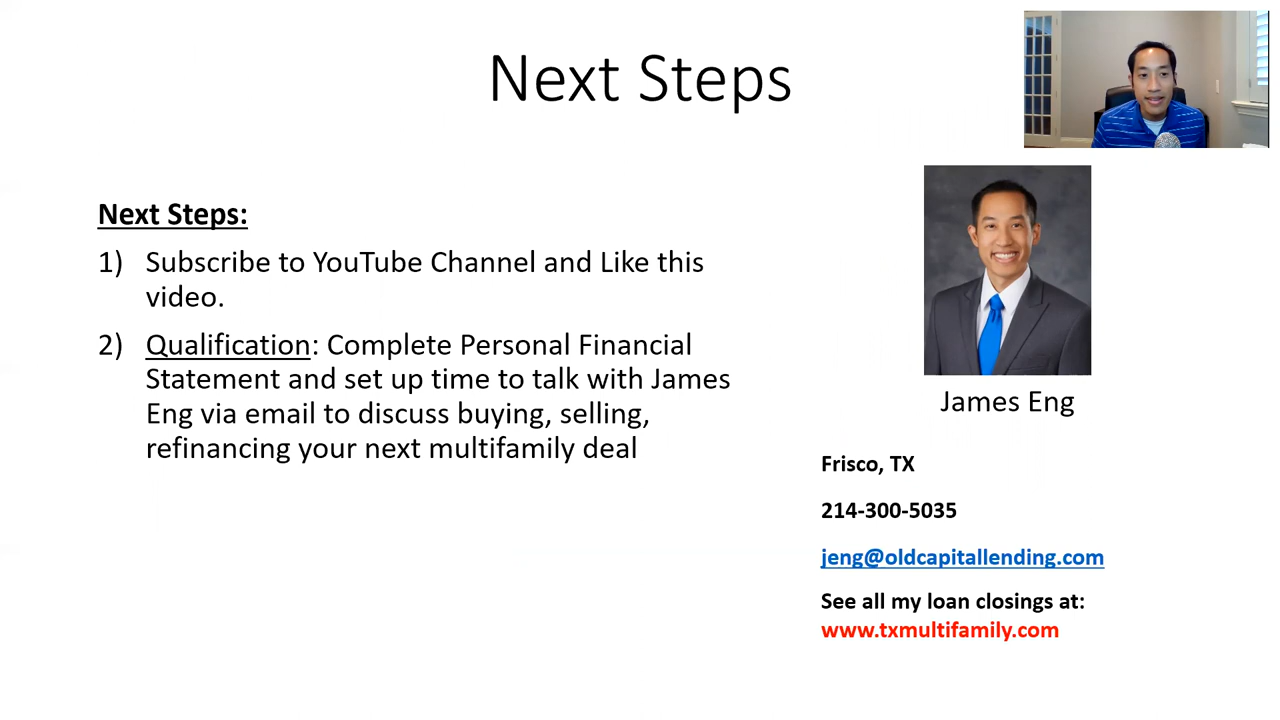 Next Steps
Next Steps:
1) Subscribe to YouTube Channel and Like this
video.
2) Qualification: Complete Personal Financial
Statement and set up time to talk with James
Eng via email to discuss buying, selling,
refinancing your next multifamily deal
James Eng
Frisco, TX
214-300-5035
jeng@oldcapitallending.com
See all my loan closings at:
www.txmultifamily.com